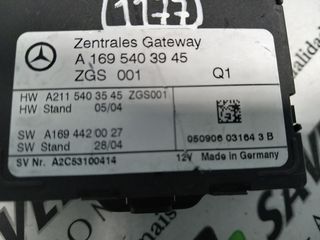 (1177)
Zentrales Gateway
A 169 540 39 45
ZGS 001 Q1
HW A211 540 35 45 ZGS001
HW Stand 05/04
SW A169 442 00 27
SW Stand 28/04
050906 03164 3 B
SV Nr. A2C53100414 12V Made in Germany